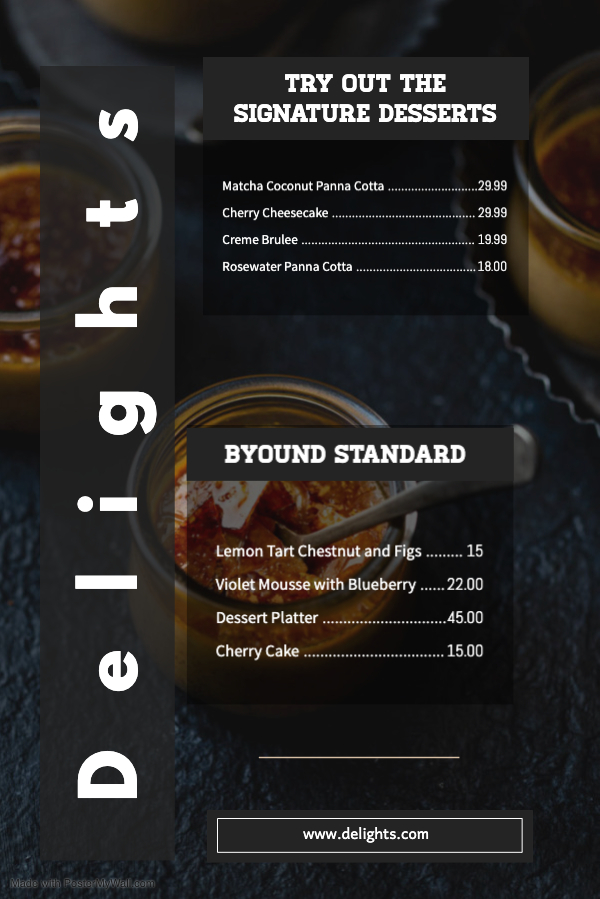 Delights
TRY OUT THE
SIGNATURE DESSERTS
Matcha Coconut Panna Cotta ............................29.99
Cherry Cheesecake ............................................. 29.99
Creme Brulee ...................................................... 19.99
Rosewater Panna Cotta ..................................... 18.00
BYOUND STANDARD
Lemon Tart Chestnut and Figs ......... 15
Violet Mousse with Blueberry ...... 22.00
Dessert Platter ...............................45.00
Cherry Cake ................................... 15.00
www.delights.com
Made with PosterMyWall.com